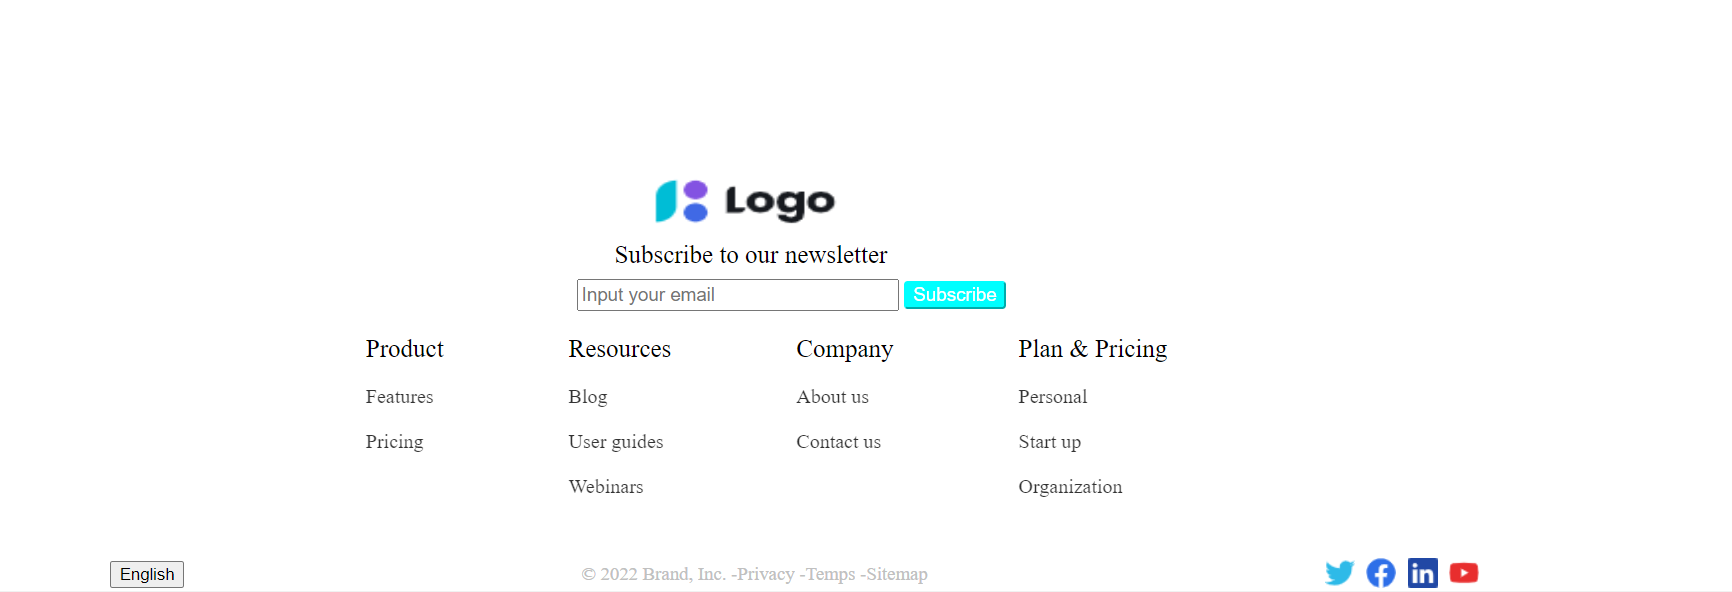 Logo
Subscribe to our newsletter
Input your email Subscribe
Product Resources Company Plan & Pricing
Features Blog About us Personal
Pricing User guides Contact us Start up
Webinars Organization
English © 2022 Brand, Inc. -Privacy -Temps -Sitemap in